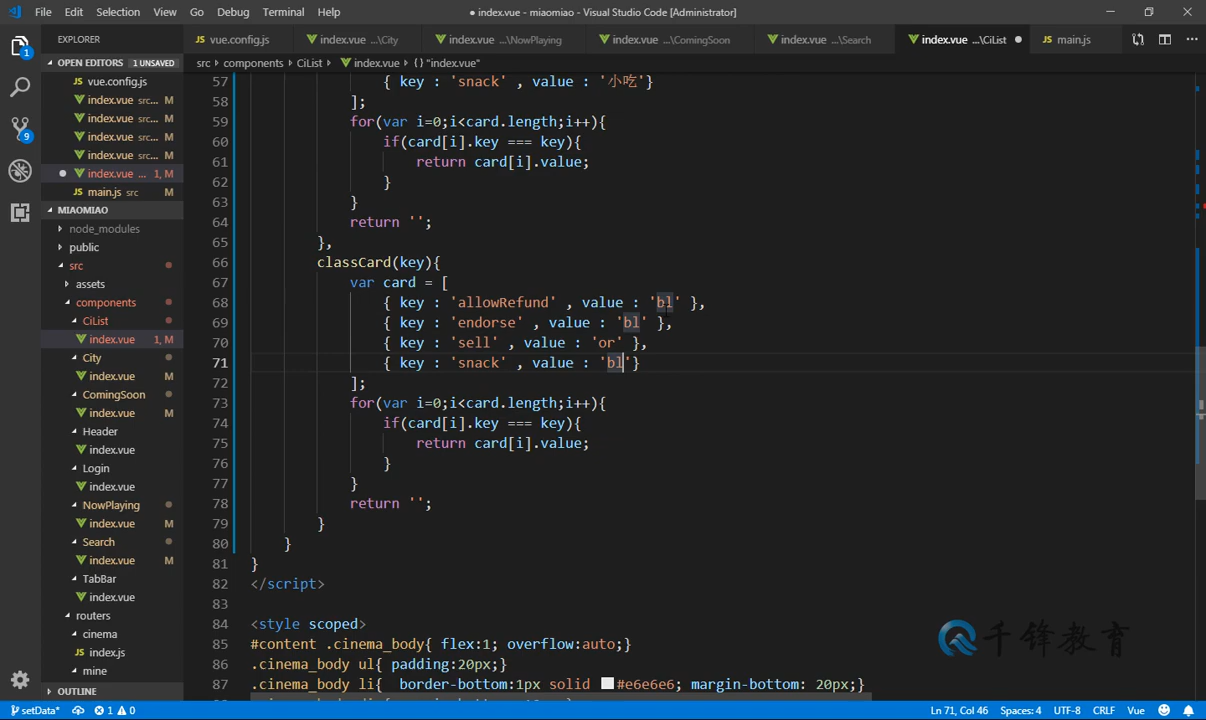 File Edit Selection View Go Debug Terminal Help
● index.vue - miaomiao - Visual Studio Code [Administrator]
EXPLORER
vue.config.js index.vue ...\City index.vue ...\NowPlaying index.vue ...\ComingSoon index.vue ...\Search index.vue ...\CiList ● main.js
OPEN EDITORS 1 UNSAVED
src › components › CiList › index.vue › {} "index.vue"
vue.config.js
index.vue src... M
index.vue src... M
index.vue src... M
index.vue src... M
index.vue ... 1, M
main.js src M
MIAOMIAO
node_modules
public
src
assets
components
CiList
index.vue 1, M
City
index.vue M
ComingSoon
index.vue M
Header
index.vue
Login
index.vue
NowPlaying
index.vue M
Search
index.vue M
TabBar
index.vue
routers
cinema
index.js
mine
OUTLINE
1
9
57 { key : 'snack' , value : '小吃'}
58 ];
59 for(var i=0;i<card.length;i++){
60 if(card[i].key === key){
61 return card[i].value;
62 }
63 }
64 return '';
65 },
66 classCard(key){
67 var card = [
68 { key : 'allowRefund' , value : 'bl' },
69 { key : 'endorse' , value : 'bl' },
70 { key : 'sell' , value : 'or' },
71 { key : 'snack' , value : 'bl'}
72 ];
73 for(var i=0;i<card.length;i++){
74 if(card[i].key === key){
75 return card[i].value;
76 }
77 }
78 return '';
79 }
80 }
81 }
82 </script>
83
84 <style scoped>
85 #content .cinema_body{ flex:1; overflow:auto;}
86 .cinema_body ul{ padding:20px;}
87 .cinema_body li{ border-bottom:1px solid #e6e6e6; margin-bottom: 20px;}
千锋教育
setData* 1 0 Ln 71, Col 46 Spaces: 4 UTF-8 CRLF Vue